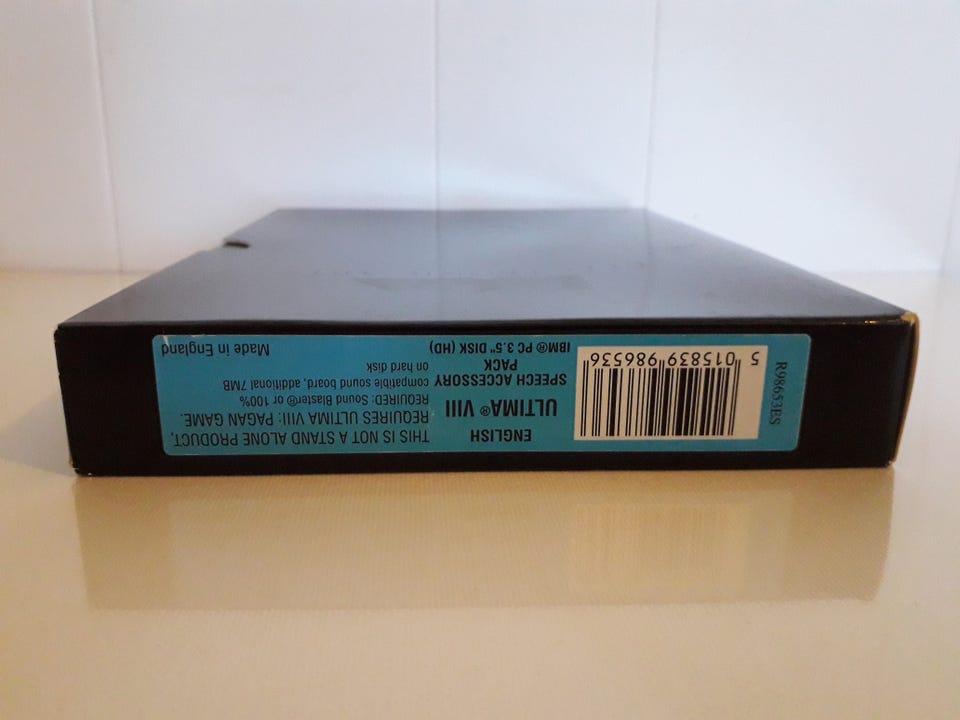 R98653ES
5 015839 986536
ENGLISH
ULTIMA® VIII
SPEECH ACCESSORY
PACK
IBM® PC 3.5" DISK (HD)
THIS IS NOT A STAND ALONE PRODUCT,
REQUIRES ULTIMA VIII: PAGAN GAME.
REQUIRED: Sound Blaster® or 100%
compatible sound board, additional 7MB
on hard disk
Made in England